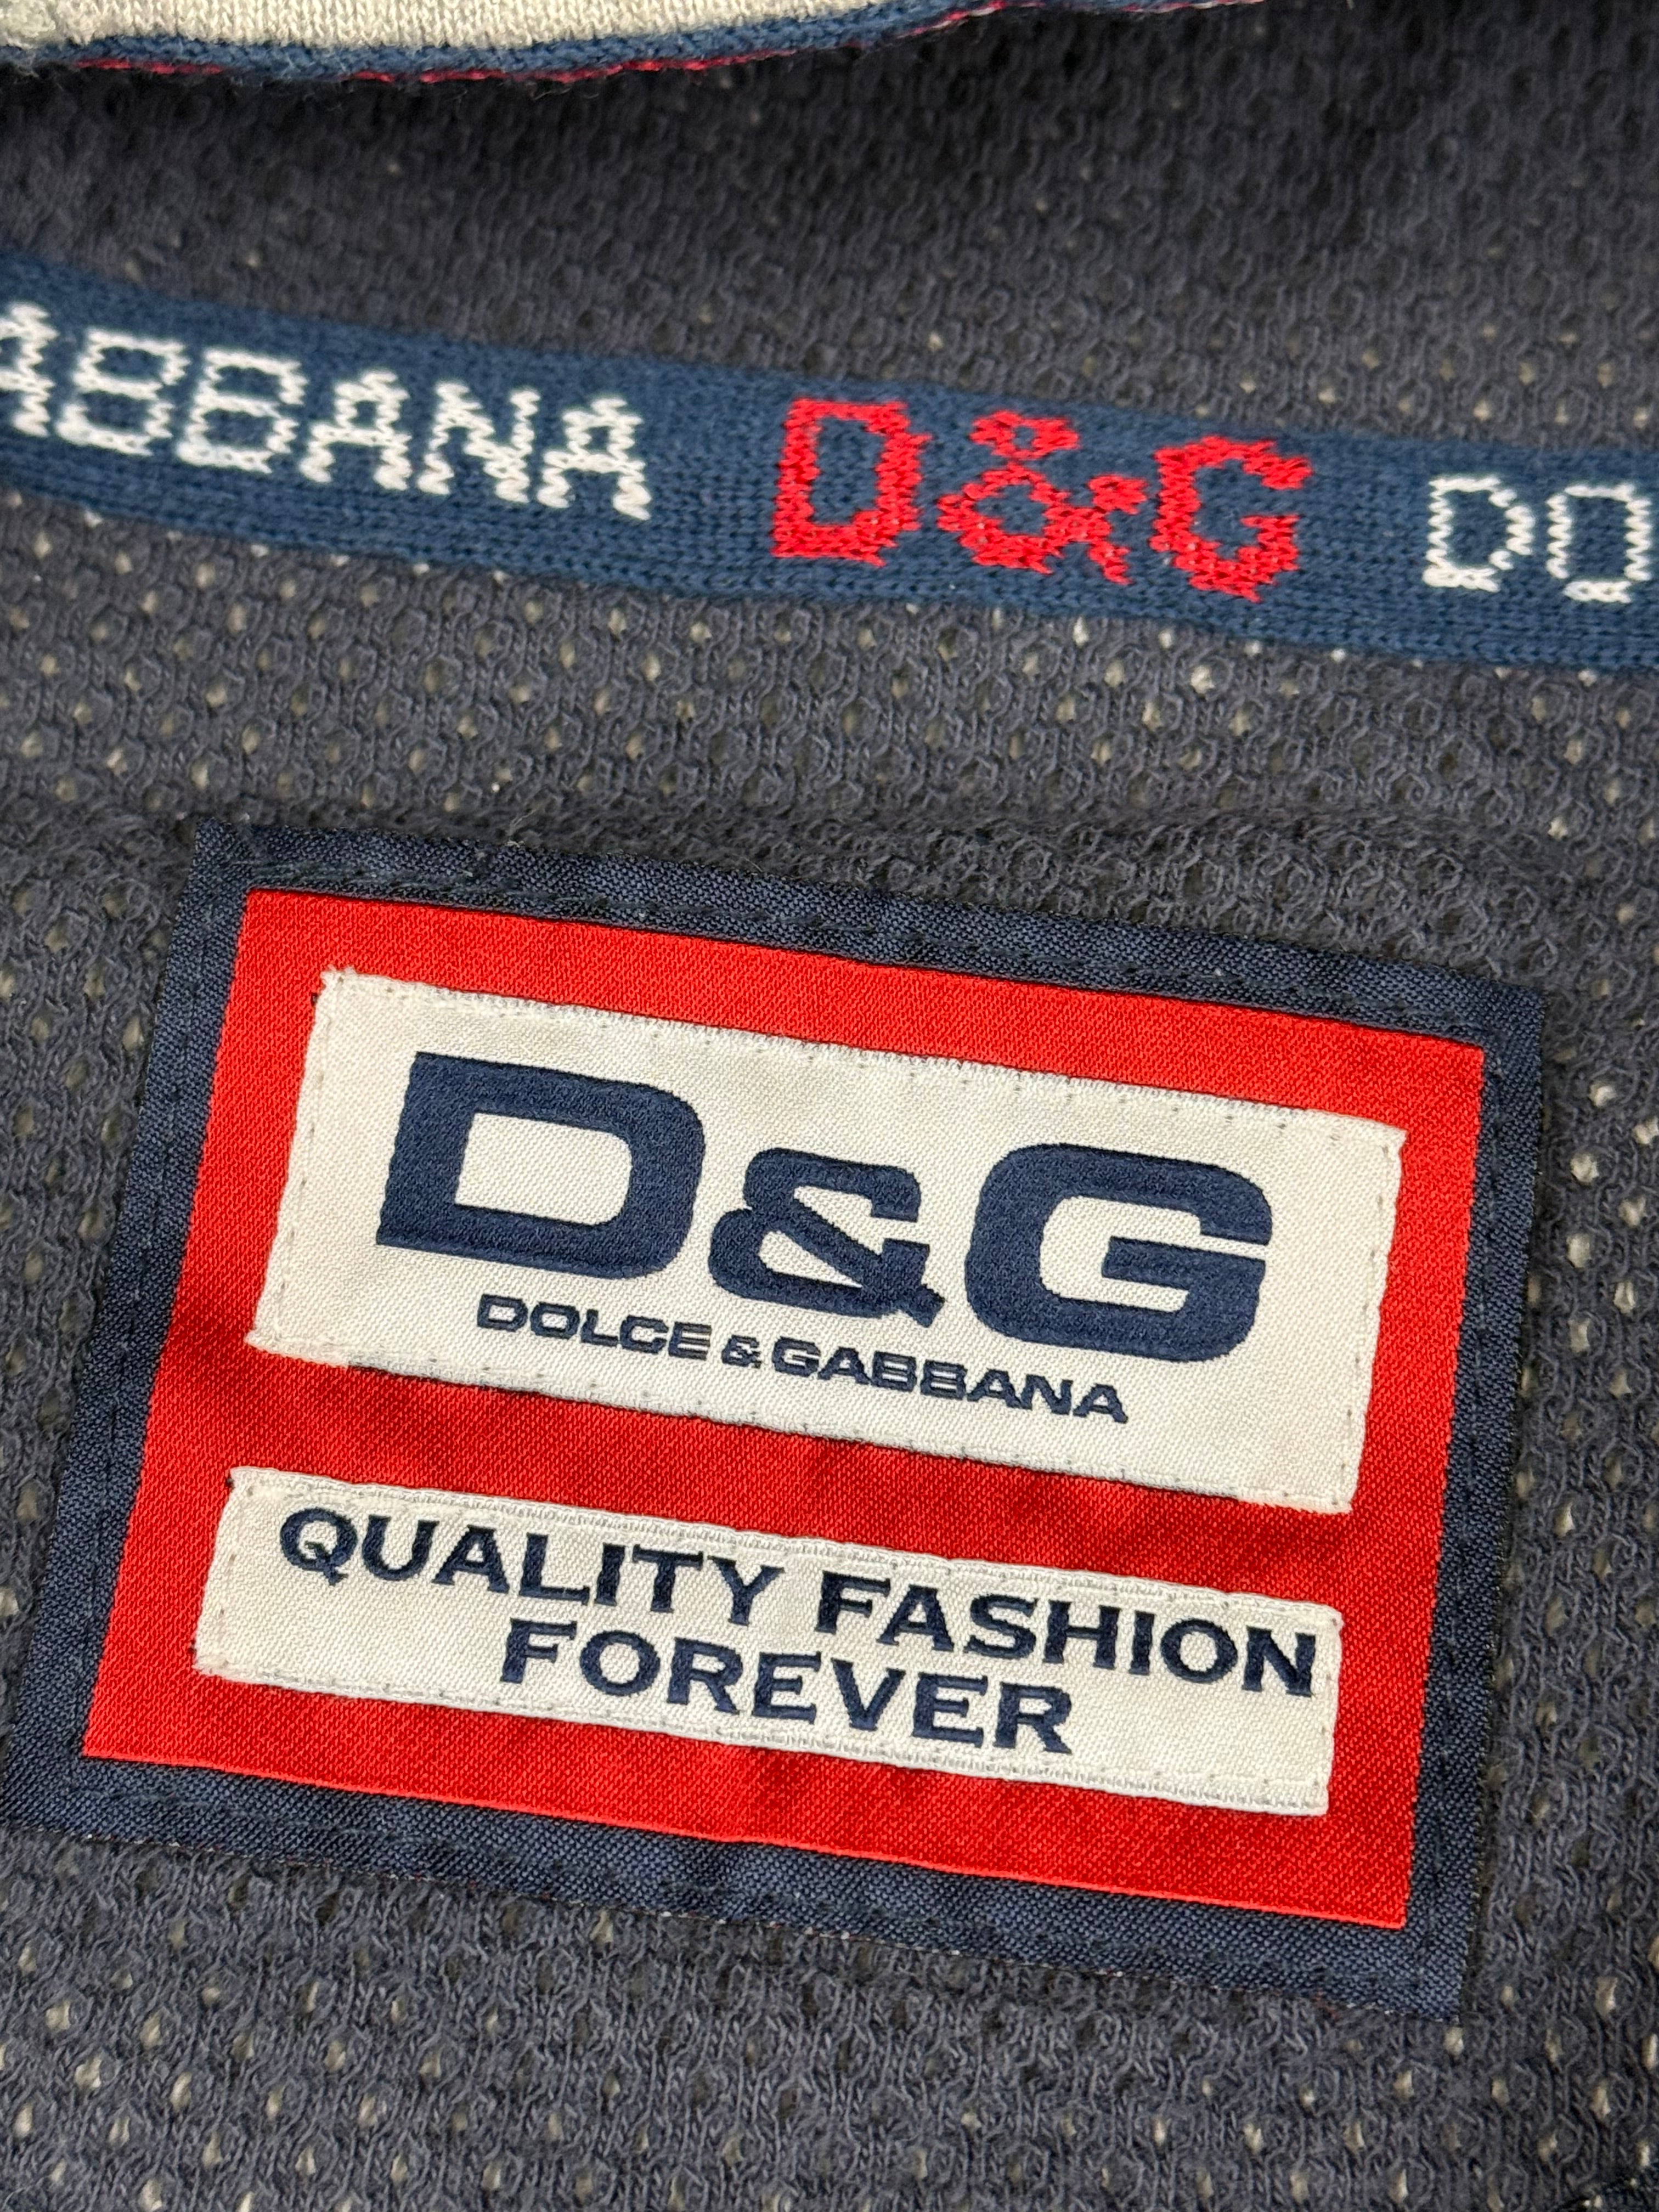 ABBANA D&G DO
D&G
DOLCE & GABBANA
QUALITY FASHION
FOREVER